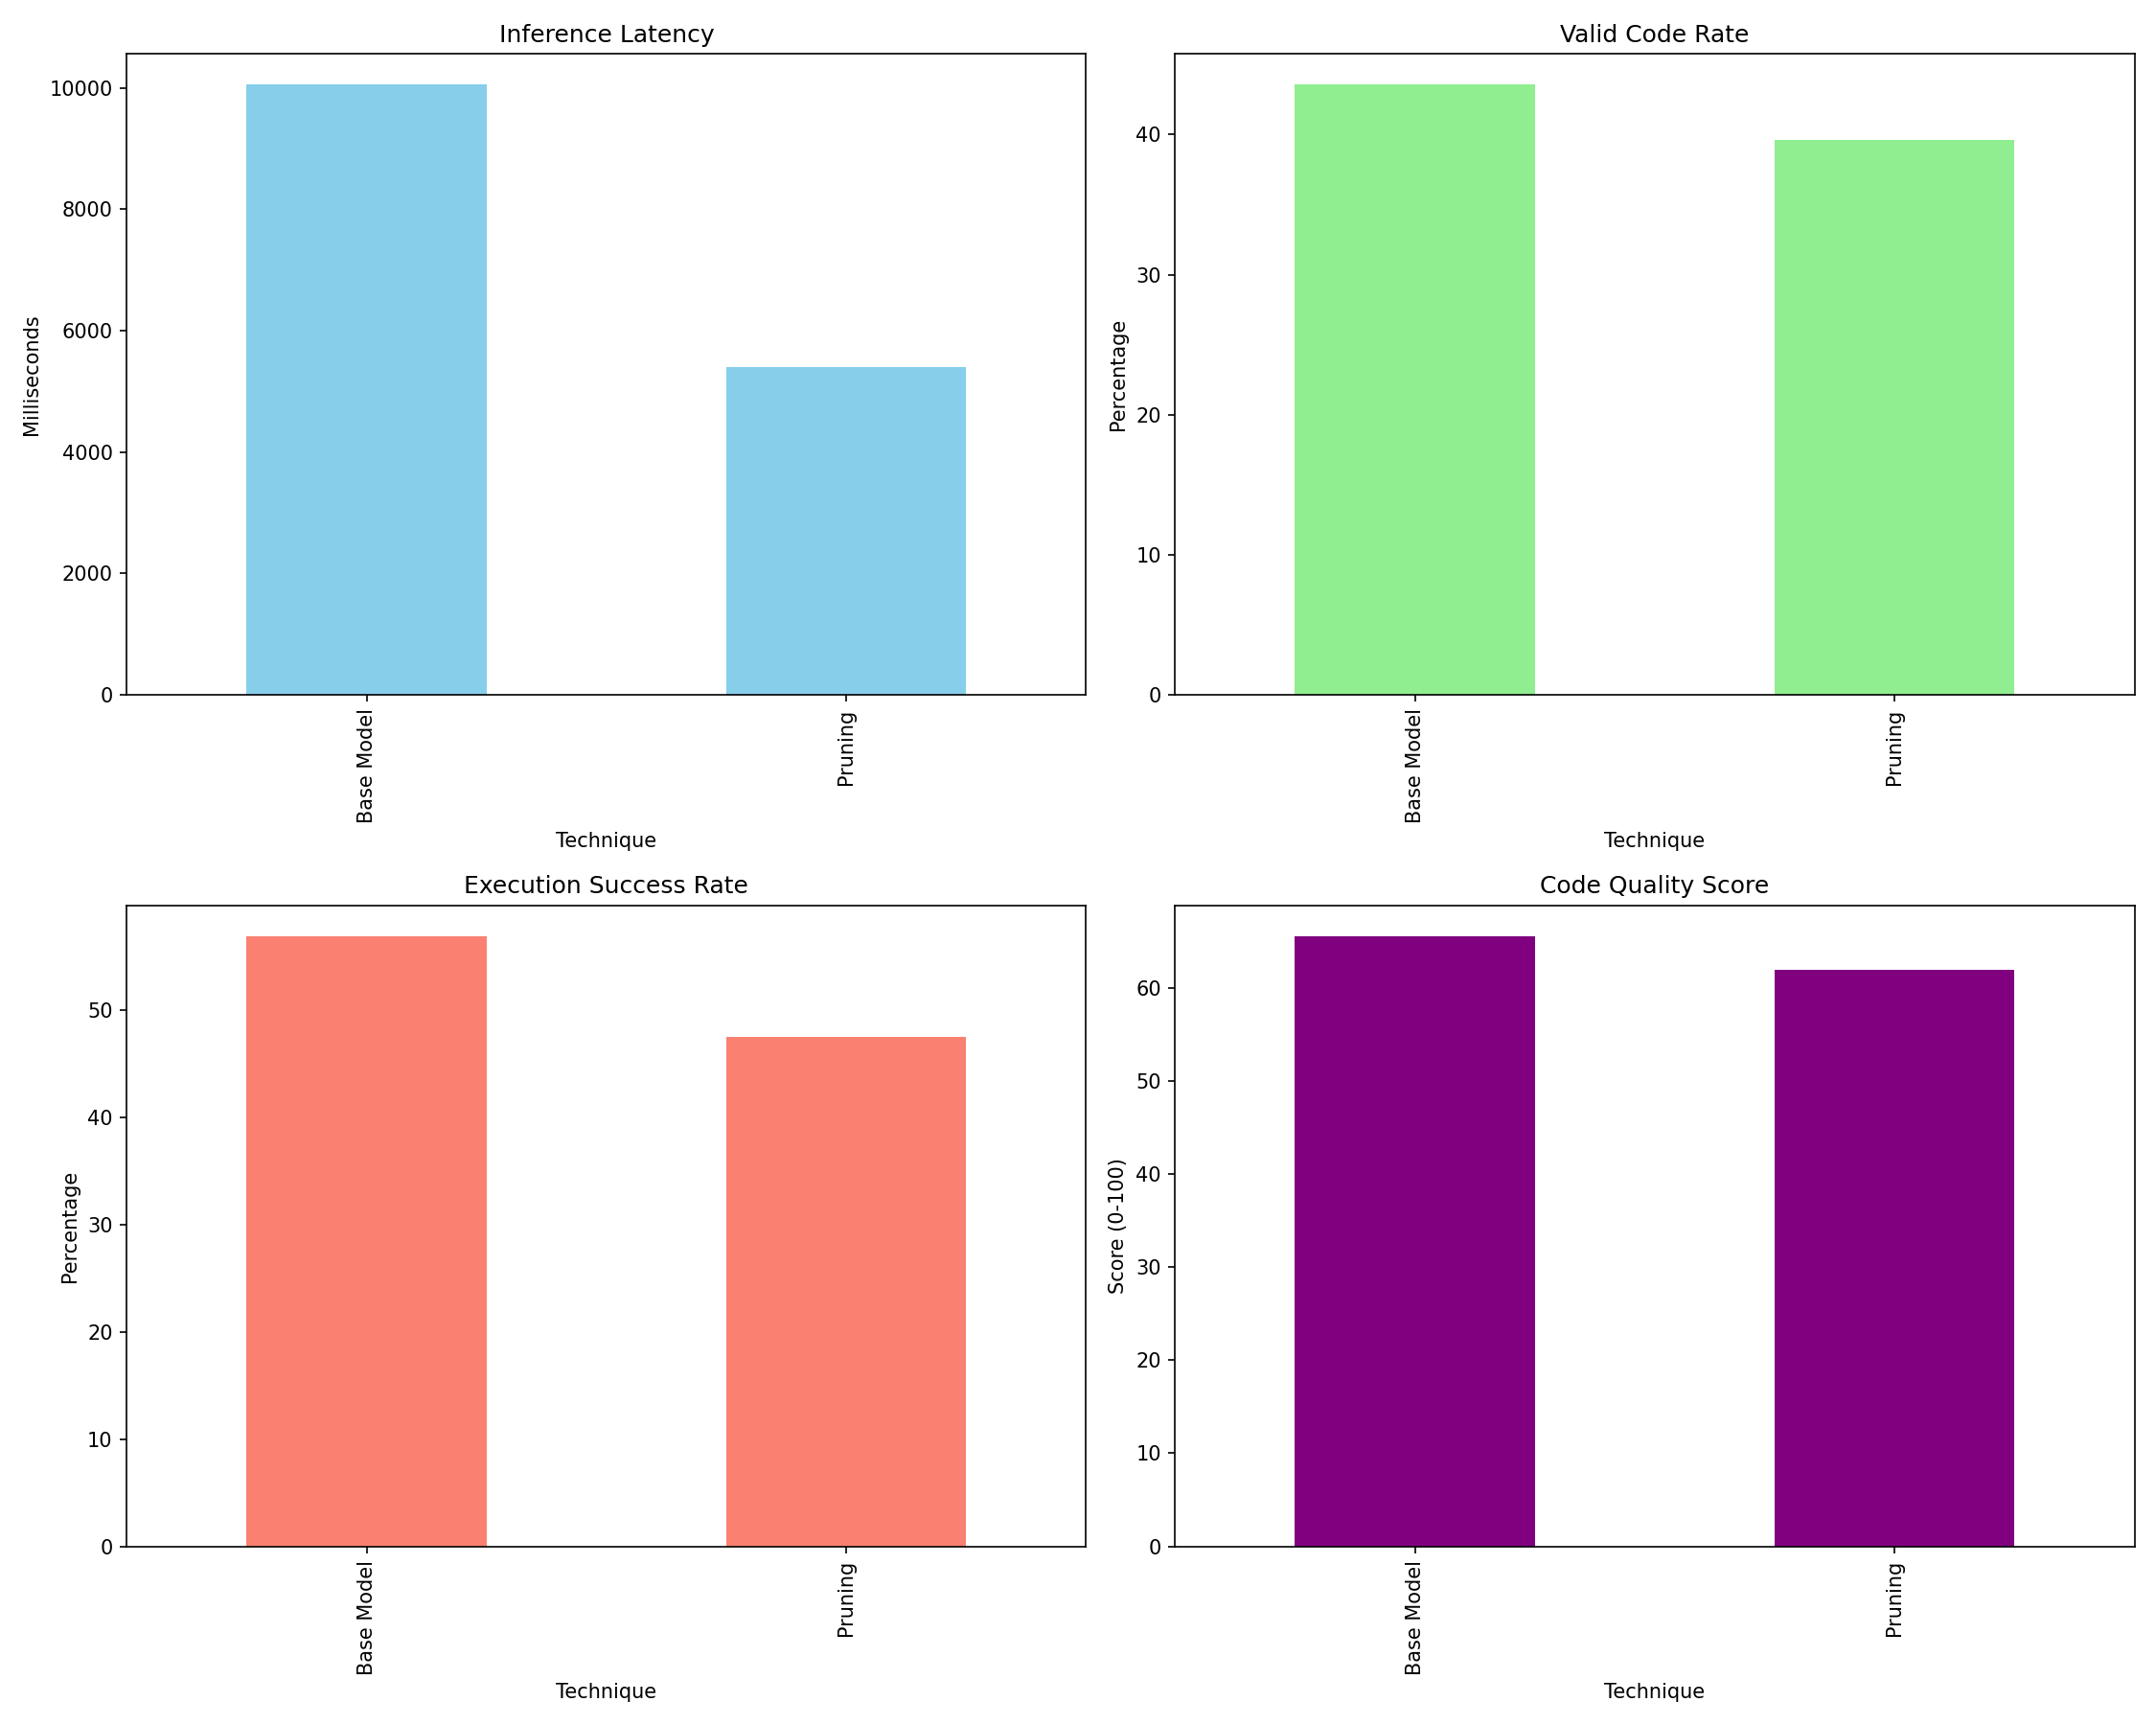 Inference Latency
Milliseconds
10000
8000
6000
4000
2000
0
Base Model
Pruning
Technique
Valid Code Rate
Percentage
40
30
20
10
0
Base Model
Pruning
Technique
Execution Success Rate
Percentage
50
40
30
20
10
0
Base Model
Pruning
Technique
Code Quality Score
Score (0-100)
60
50
40
30
20
10
0
Base Model
Pruning
Technique